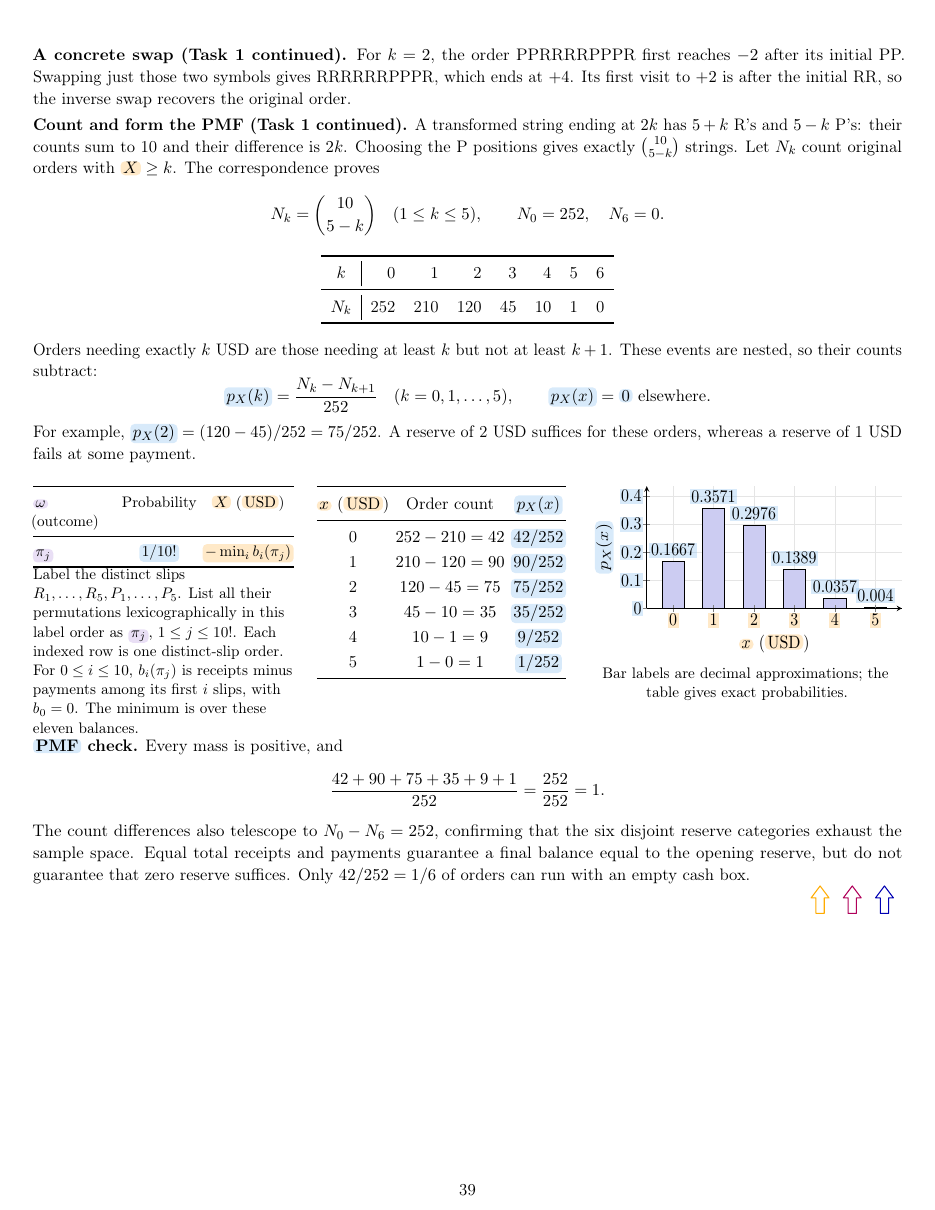 A concrete swap (Task 1 continued). For k = 2, the order PPRRRRPPPR first reaches −2 after its initial PP.
Swapping just those two symbols gives RRRRRRPPPR, which ends at +4. Its first visit to +2 is after the initial RR, so
the inverse swap recovers the original order.
Count and form the PMF (Task 1 continued). A transformed string ending at 2k has 5 + k R's and 5 − k P's: their
counts sum to 10 and their difference is 2k. Choosing the P positions gives exactly (10 5−k) strings. Let N_k count original
orders with X ≥ k. The correspondence proves
N_k = (10 5 − k) (1 ≤ k ≤ 5), N_0 = 252, N_6 = 0.
k 0 1 2 3 4 5 6
N_k 252 210 120 45 10 1 0
Orders needing exactly k USD are those needing at least k but not at least k + 1. These events are nested, so their counts
subtract:
p_X(k) = (N_k − N_{k+1})/252 (k = 0, 1, . . . , 5), p_X(x) = 0 elsewhere.
For example, p_X(2) = (120 − 45)/252 = 75/252. A reserve of 2 USD suffices for these orders, whereas a reserve of 1 USD
fails at some payment.
ω Probability X (USD)
(outcome)
π_j 1/10! − min_i b_i(π_j)
Label the distinct slips
R_1, . . . , R_5, P_1, . . . , P_5. List all their
permutations lexicographically in this
label order as π_j, 1 ≤ j ≤ 10!. Each
indexed row is one distinct-slip order.
For 0 ≤ i ≤ 10, b_i(π_j) is receipts minus
payments among its first i slips, with
b_0 = 0. The minimum is over these
eleven balances.
x (USD) Order count p_X(x)
0 252 − 210 = 42 42/252
1 210 − 120 = 90 90/252
2 120 − 45 = 75 75/252
3 45 − 10 = 35 35/252
4 10 − 1 = 9 9/252
5 1 − 0 = 1 1/252
p_X(x)
0.4
0.3
0.2
0.1
0
0.1667
0.3571
0.2976
0.1389
0.0357
0.004
0 1 2 3 4 5
x (USD)
Bar labels are decimal approximations; the
table gives exact probabilities.
PMF check. Every mass is positive, and
(42 + 90 + 75 + 35 + 9 + 1)/252 = 252/252 = 1.
The count differences also telescope to N_0 − N_6 = 252, confirming that the six disjoint reserve categories exhaust the
sample space. Equal total receipts and payments guarantee a final balance equal to the opening reserve, but do not
guarantee that zero reserve suffices. Only 42/252 = 1/6 of orders can run with an empty cash box.
39